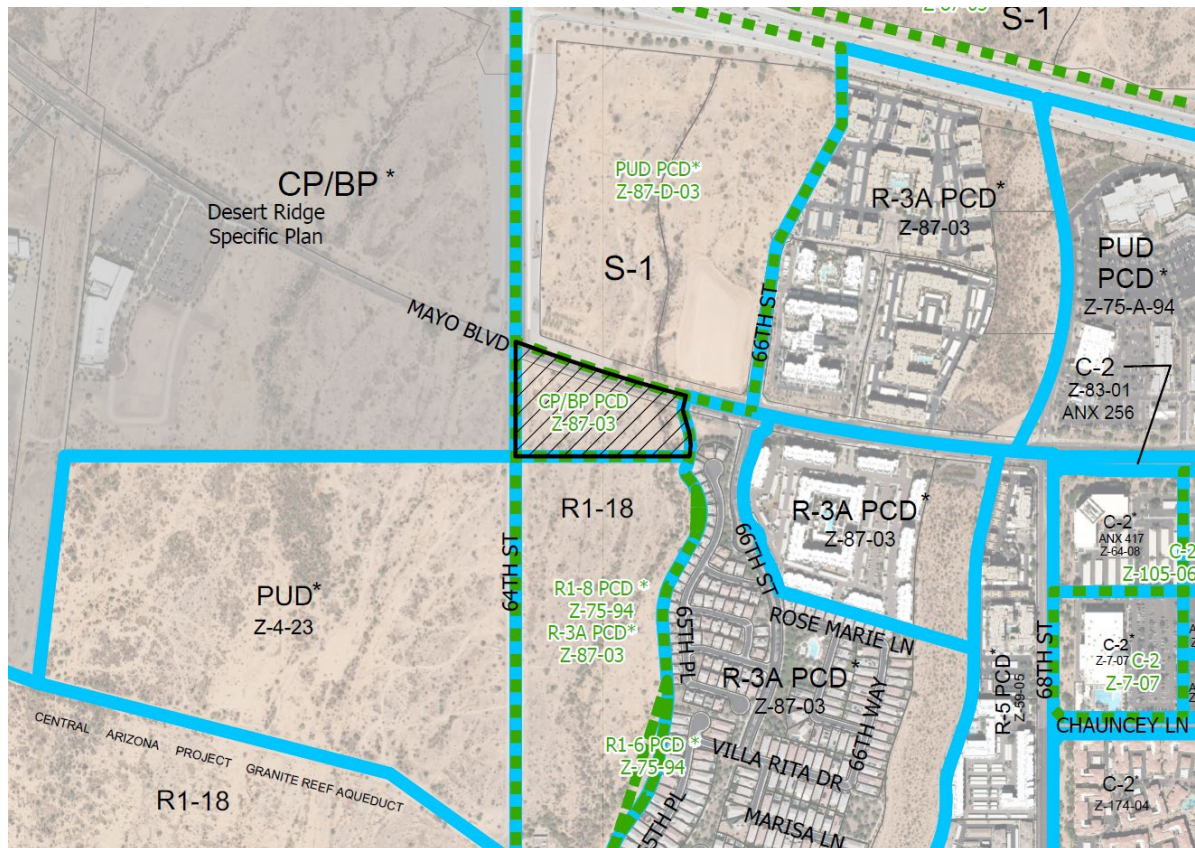 S-1
CP/BP *
Desert Ridge
Specific Plan
PUD PCD*
Z-87-D-03
R-3A PCD*
Z-87-03
S-1
PUD
PCD*
Z-75-A-94
MAYO BLVD
66TH ST
C-2
Z-83-01
ANX 256
CP/BP PCD
Z-87-03
R1-18
64TH ST
R-3A PCD*
Z-87-03
66TH ST
C-2*
ANX 417
Z-64-08
C-2
Z-105-06
PUD*
Z-4-23
R1-8 PCD *
Z-75-94
R-3A PCD*
Z-87-03
65TH PL
ROSE MARIE LN
R-3A PCD*
Z-87-03
66TH WAY
R-5 PCD*
Z-59-05
68TH ST
C-2*
Z-7-07
C-2
Z-7-07
CHAUNCEY LN
R1-6 PCD *
Z-75-94
VILLA RITA DR
CENTRAL ARIZONA PROJECT GRANITE REEF AQUEDUCT
R1-18
C-2*
Z-174-04
65TH PL
MARISA LN